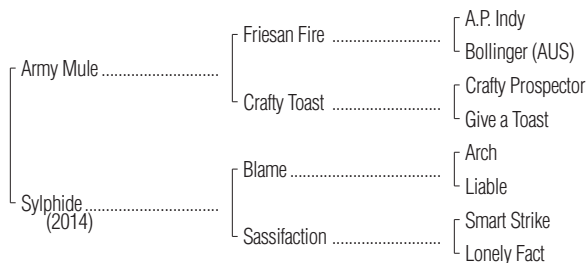 A.P. Indy
Friesan Fire ........................
Bollinger (AUS)
Army Mule ..............................
Crafty Prospector
Crafty Toast ........................
Give a Toast
Arch
Blame ..................................
Liable
Sylphide ..................................
(2014)
Smart Strike
Sassifaction ........................
Lonely Fact